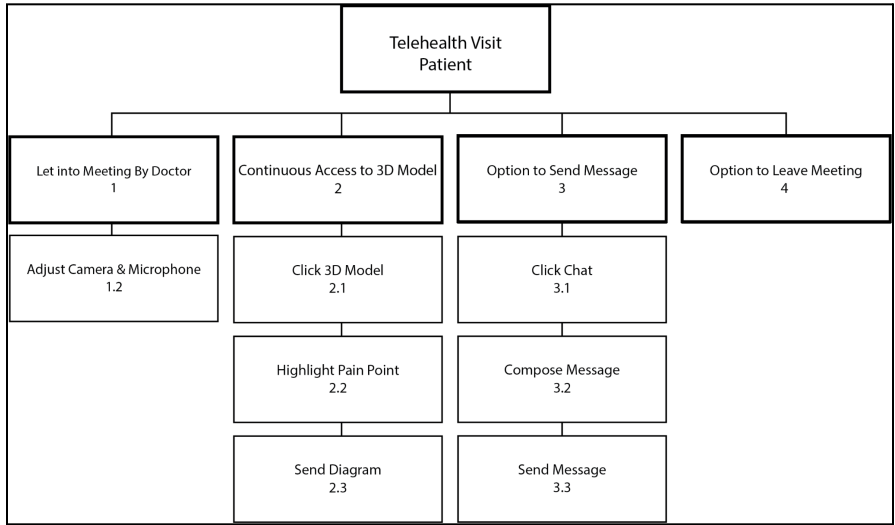 Telehealth Visit
Patient
Let into Meeting By Doctor
1
Continuous Access to 3D Model
2
Option to Send Message
3
Option to Leave Meeting
4
Adjust Camera & Microphone
1.2
Click 3D Model
2.1
Click Chat
3.1
Highlight Pain Point
2.2
Compose Message
3.2
Send Diagram
2.3
Send Message
3.3